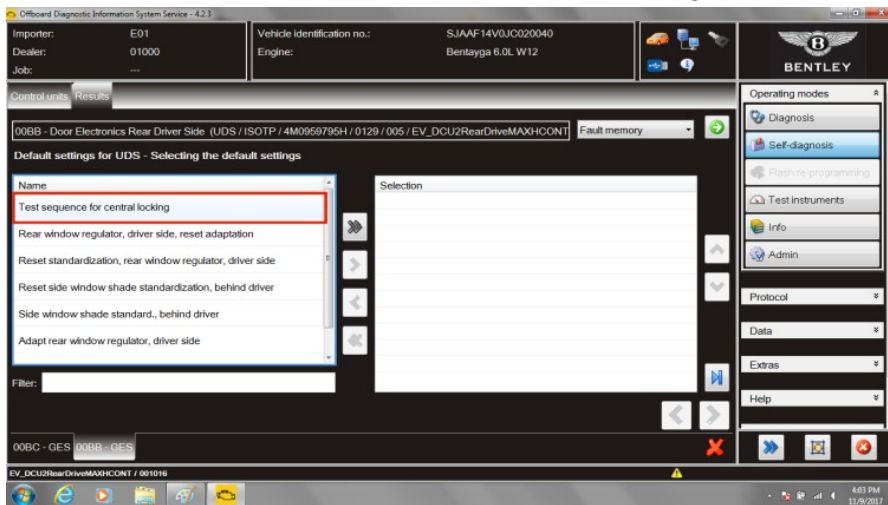 Offboard Diagnostic Information System Service - 4.2.3
Importer: E01 Vehicle identification no.: SJAAF14V0JC020040
Dealer: 01000 Engine: Bentayga 6.0L W12
Job: ---
B
BENTLEY
Control units Results
Operating modes
00BB - Door Electronics Rear Driver Side (UDS / ISOTP / 4M0959795H / 0129 / 005 / EV_DCU2RearDriveMAXHCONT
Fault memory
Diagnosis
Default settings for UDS - Selecting the default settings
Self-diagnosis
Flash re-programming
Name Selection
Test sequence for central locking
Test instruments
Rear window regulator, driver side, reset adaptation
Info
Reset standardization, rear window regulator, driver side
Admin
Reset side window shade standardization, behind driver
Protocol
Side window shade standard., behind driver
Data
Adapt rear window regulator, driver side
Extras
Filter:
Help
00BC - GES 00BB - GES
EV_DCU2RearDriveMAXHCONT / 001016
4:03 PM
11/9/2017